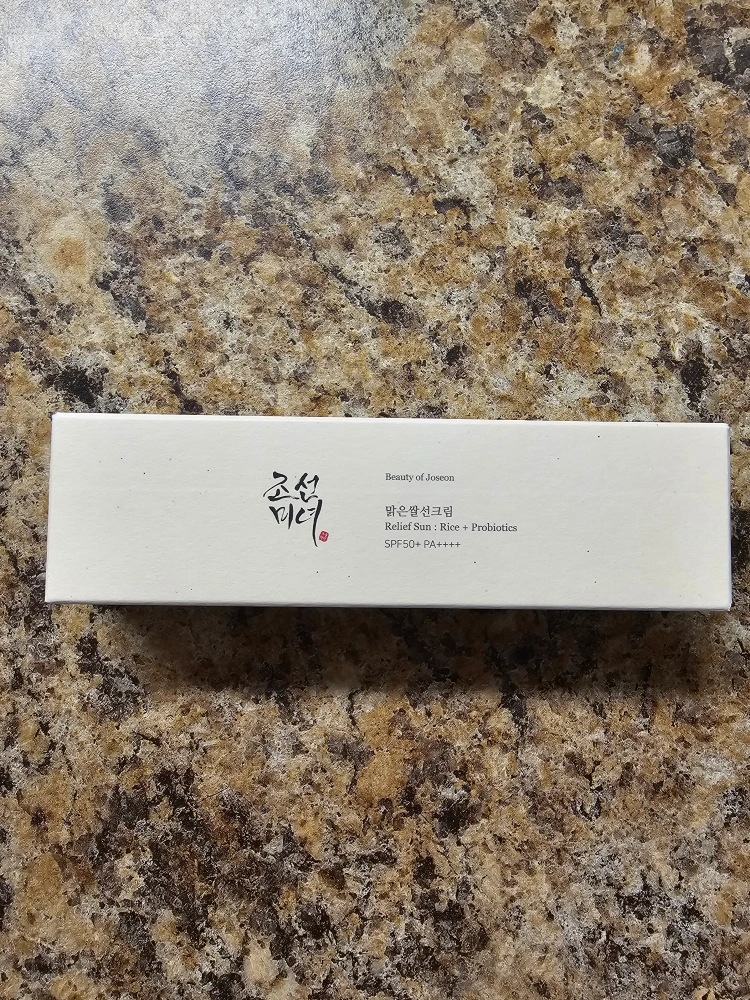 조선
미녀
Beauty of Joseon
맑은쌀선크림
Relief Sun : Rice + Probiotics
SPF50+ PA++++